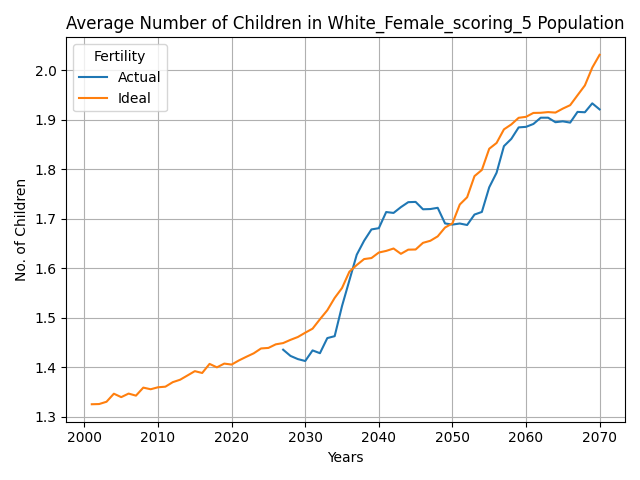 Average Number of Children in White_Female_scoring_5 Population
Fertility
Actual
Ideal
No. of Children
2.0
1.9
1.8
1.7
1.6
1.5
1.4
1.3
2000 2010 2020 2030 2040 2050 2060 2070
Years